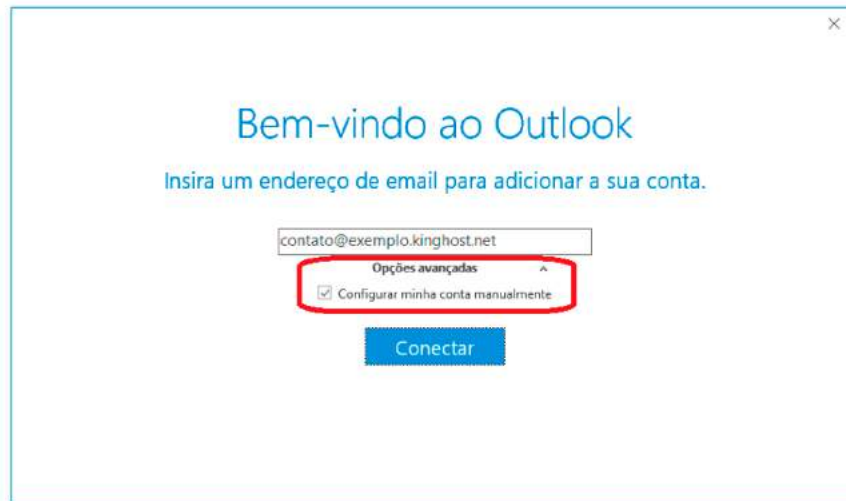 Bem-vindo ao Outlook
Insira um endereço de email para adicionar a sua conta.
contato@exemplo.kinghost.net
Opções avançadas
Configurar minha conta manualmente
Conectar